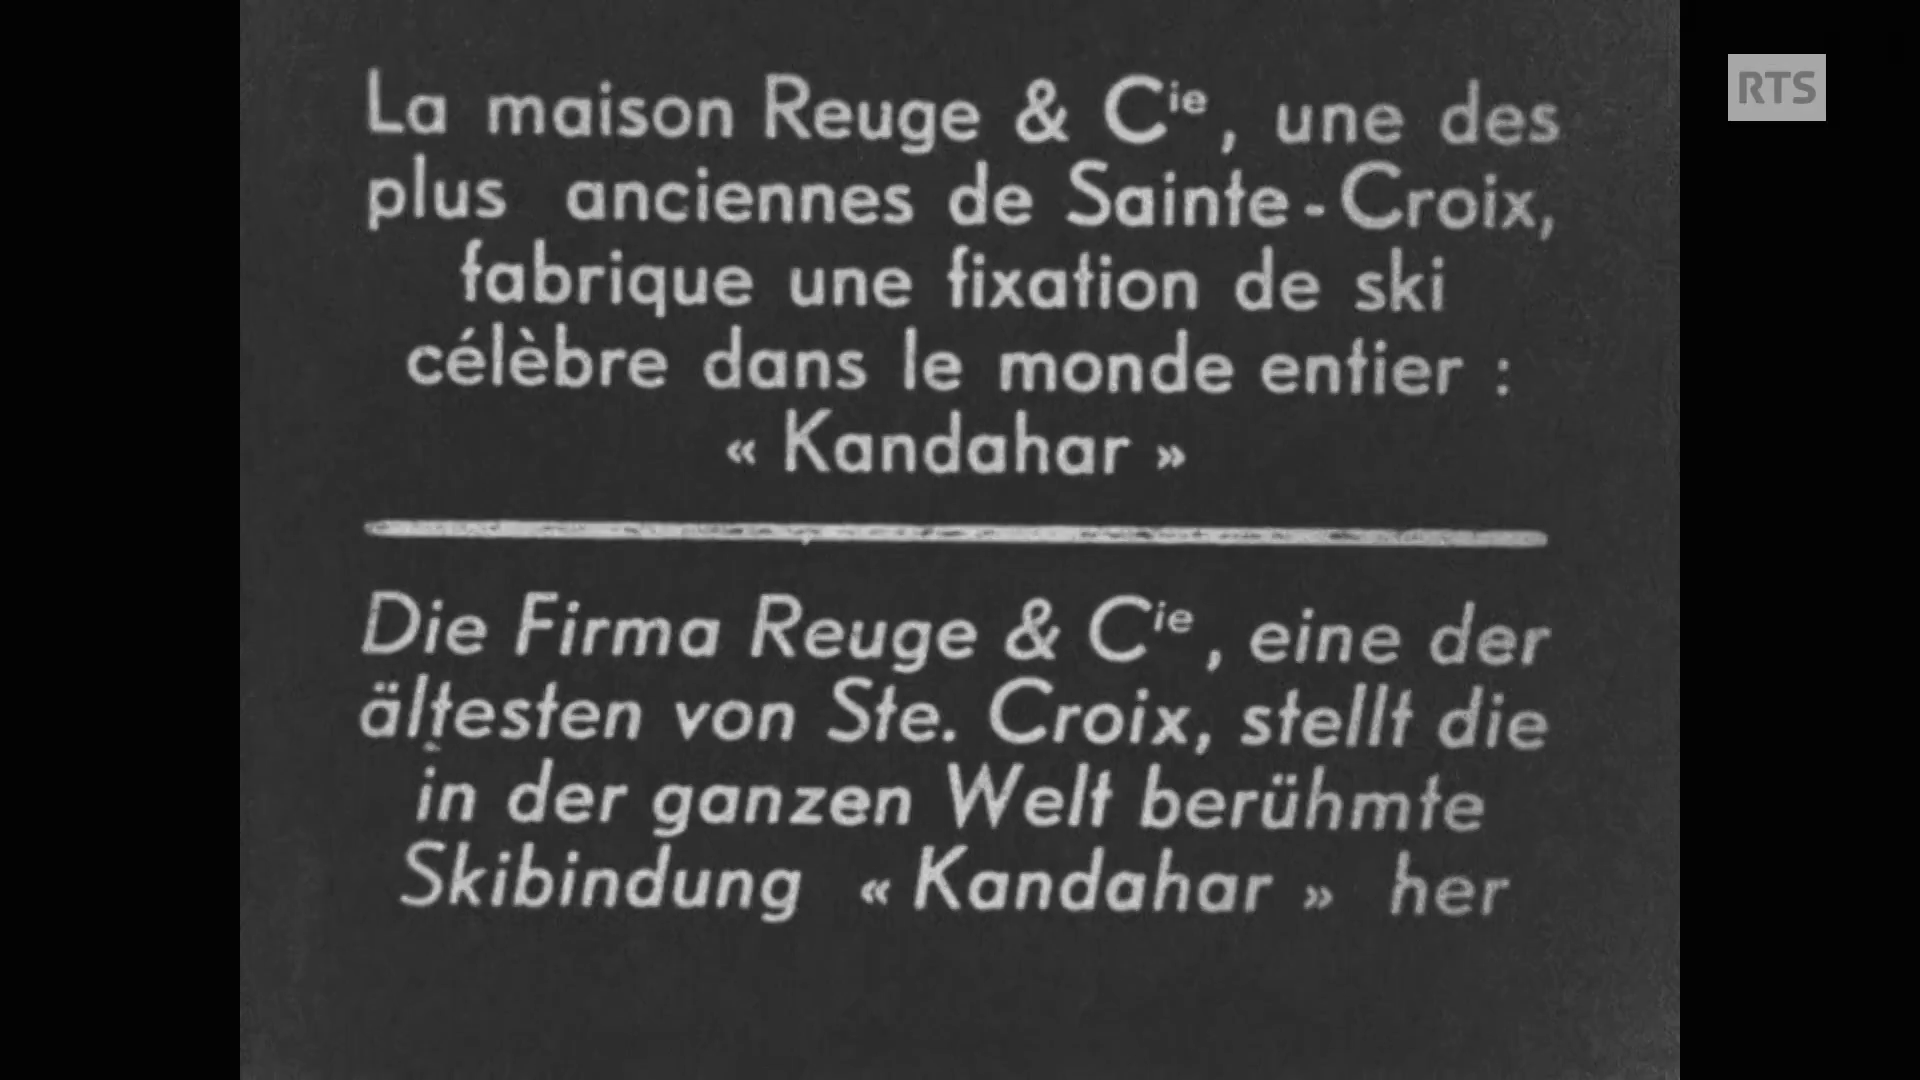 La maison Reuge & Cie, une des
plus anciennes de Sainte-Croix,
fabrique une fixation de ski
célèbre dans le monde entier :
« Kandahar »
Die Firma Reuge & Cie, eine der
ältesten von Ste. Croix, stellt die
in der ganzen Welt berühmte
Skibindung « Kandahar » her
RTS